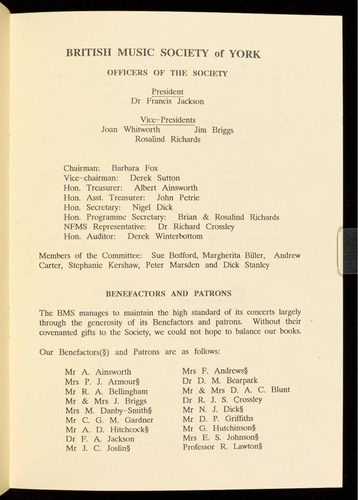 BRITISH MUSIC SOCIETY of YORK
OFFICERS OF THE SOCIETY
President
Dr Francis Jackson
Vice-Presidents
Joan Whitworth Jim Briggs
Rosalind Richards
Chairman: Barbara Fox
Vice-chairman: Derek Sutton
Hon. Treasurer: Albert Ainsworth
Hon. Asst. Treasurer: John Petrie
Hon. Secretary: Nigel Dick
Hon. Programme Secretary: Brian & Rosalind Richards
NFMS Representative: Dr Richard Crossley
Hon. Auditor: Derek Winterbottom
Members of the Committee: Sue Bedford, Margherita Biller, Andrew
Carter, Stephanie Kershaw, Peter Marsden and Dick Stanley
BENEFACTORS AND PATRONS
The BMS manages to maintain the high standard of its concerts largely
through the generosity of its Benefactors and patrons. Without their
covenanted gifts to the Society, we could not hope to balance our books.
Our Benefactors(§) and Patrons are as follows:
Mr A. Ainsworth
Mrs P. J. Armour§
Mr R. A. Bellingham
Mr & Mrs J. Briggs
Mrs M. Danby-Smith§
Mr C. G. M. Gardner
Mr A. D. Hitchcock§
Dr F. A. Jackson
Mr J. C. Joslin§
Mrs F. Andrews§
Dr D. M. Bearpark
Mr & Mrs D. A. C. Blunt
Dr R. J. S. Crossley
Mr N. J. Dick§
Mr D. P. Griffiths
Mr G. Hutchinson§
Mrs E. S. Johnson§
Professor R. Lawton§